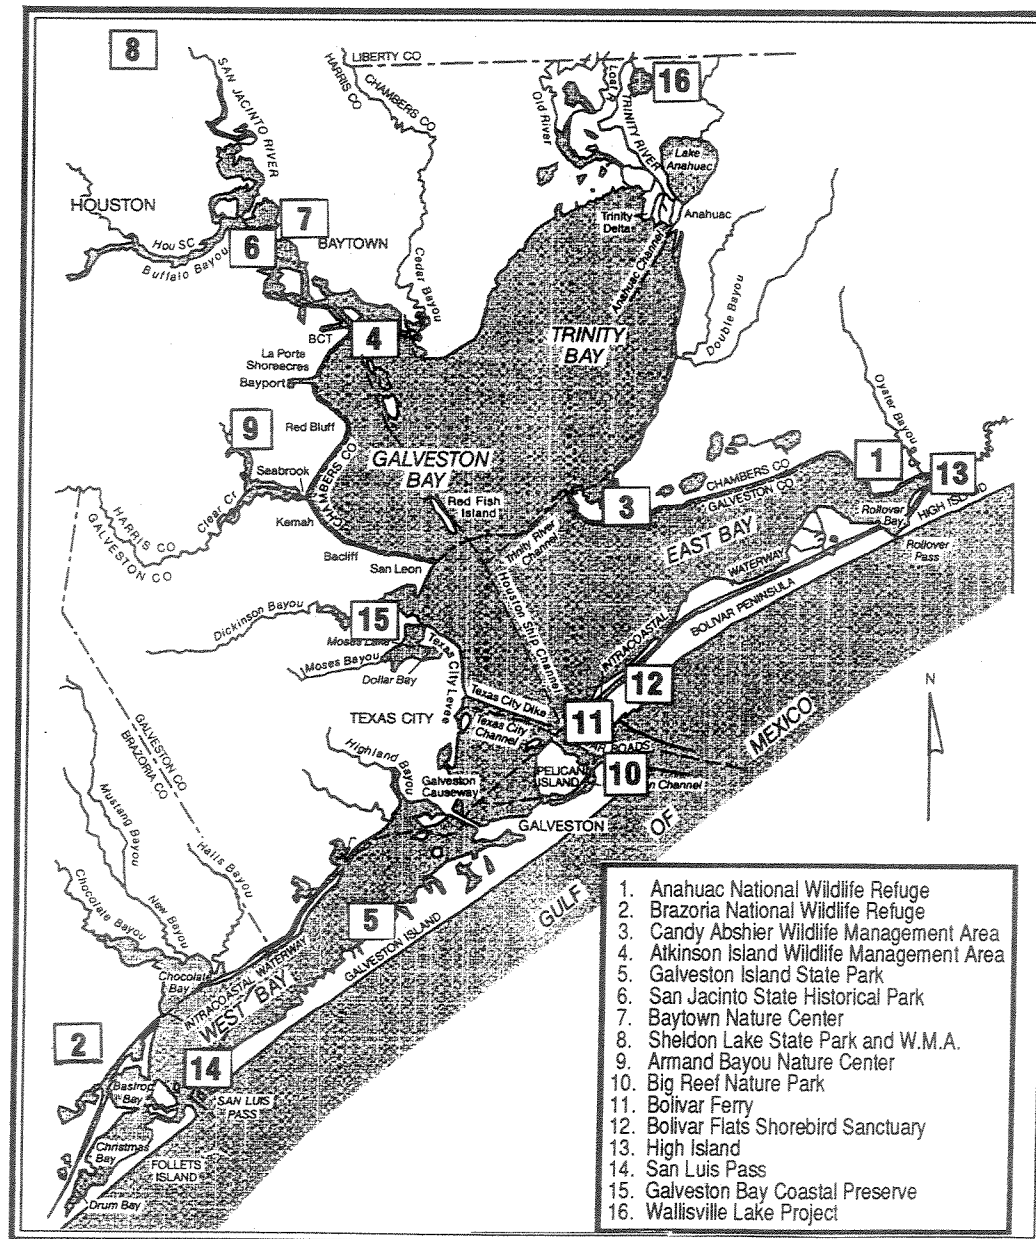 8
LIBERTY CO
HARRIS CO
CHAMBERS CO
SAN JACINTO RIVER
Old River
Lost R
TRINITY RIVER
16
Lake
Anahuac
HOUSTON
7
Hou SC
6
BAYTOWN
Buffalo Bayou
Cedar Bayou
Trinity
Delta
Anahuac
Anahuac Channel
Double Bayou
BCT
4
TRINITY
BAY
La Porte
Shoreacres
Bayport
Oyster Bayou
9
Red Bluff
Seabrook
CHAMBERS CO
GALVESTON
BAY
Red Fish
Island
3
CHAMBERS CO
GALVESTON CO
1
13
Rollover
Bay
HIGH ISLAND
Rollover
Pass
HARRIS CO
GALVESTON CO
Clear Cr
Kemah
Bacliff
San Leon
Trinity River
Channel
EAST BAY
WATERWAY
INTRACOASTAL
BOLIVAR PENINSULA
Houston Ship Channel
Dickinson Bayou
15
Moses Lake
Moses Bayou
Dollar Bay
Texas City Levee
12
Texas City Dike
N
TEXAS CITY
Texas City
Channel
11
ROADS
GULF OF MEXICO
GALVESTON CO
BRAZORIA CO
Highland Bayou
Galveston
Causeway
PELICAN
ISLAND
10
Channel
GALVESTON
Mustang Bayou
Halls Bayou
Chocolate Bayou
New Bayou
5
GALVESTON ISLAND
Chocolate
Bay
INTRACOASTAL WATERWAY
WEST BAY
2
14
Bastrop
Bay
SAN LUIS
PASS
Christmas
Bay
FOLLETS
ISLAND
Drum Bay
1. Anahuac National Wildlife Refuge
2. Brazoria National Wildlife Refuge
3. Candy Abshier Wildlife Management Area
4. Atkinson Island Wildlife Management Area
5. Galveston Island State Park
6. San Jacinto State Historical Park
7. Baytown Nature Center
8. Sheldon Lake State Park and W.M.A.
9. Armand Bayou Nature Center
10. Big Reef Nature Park
11. Bolivar Ferry
12. Bolivar Flats Shorebird Sanctuary
13. High Island
14. San Luis Pass
15. Galveston Bay Coastal Preserve
16. Wallisville Lake Project